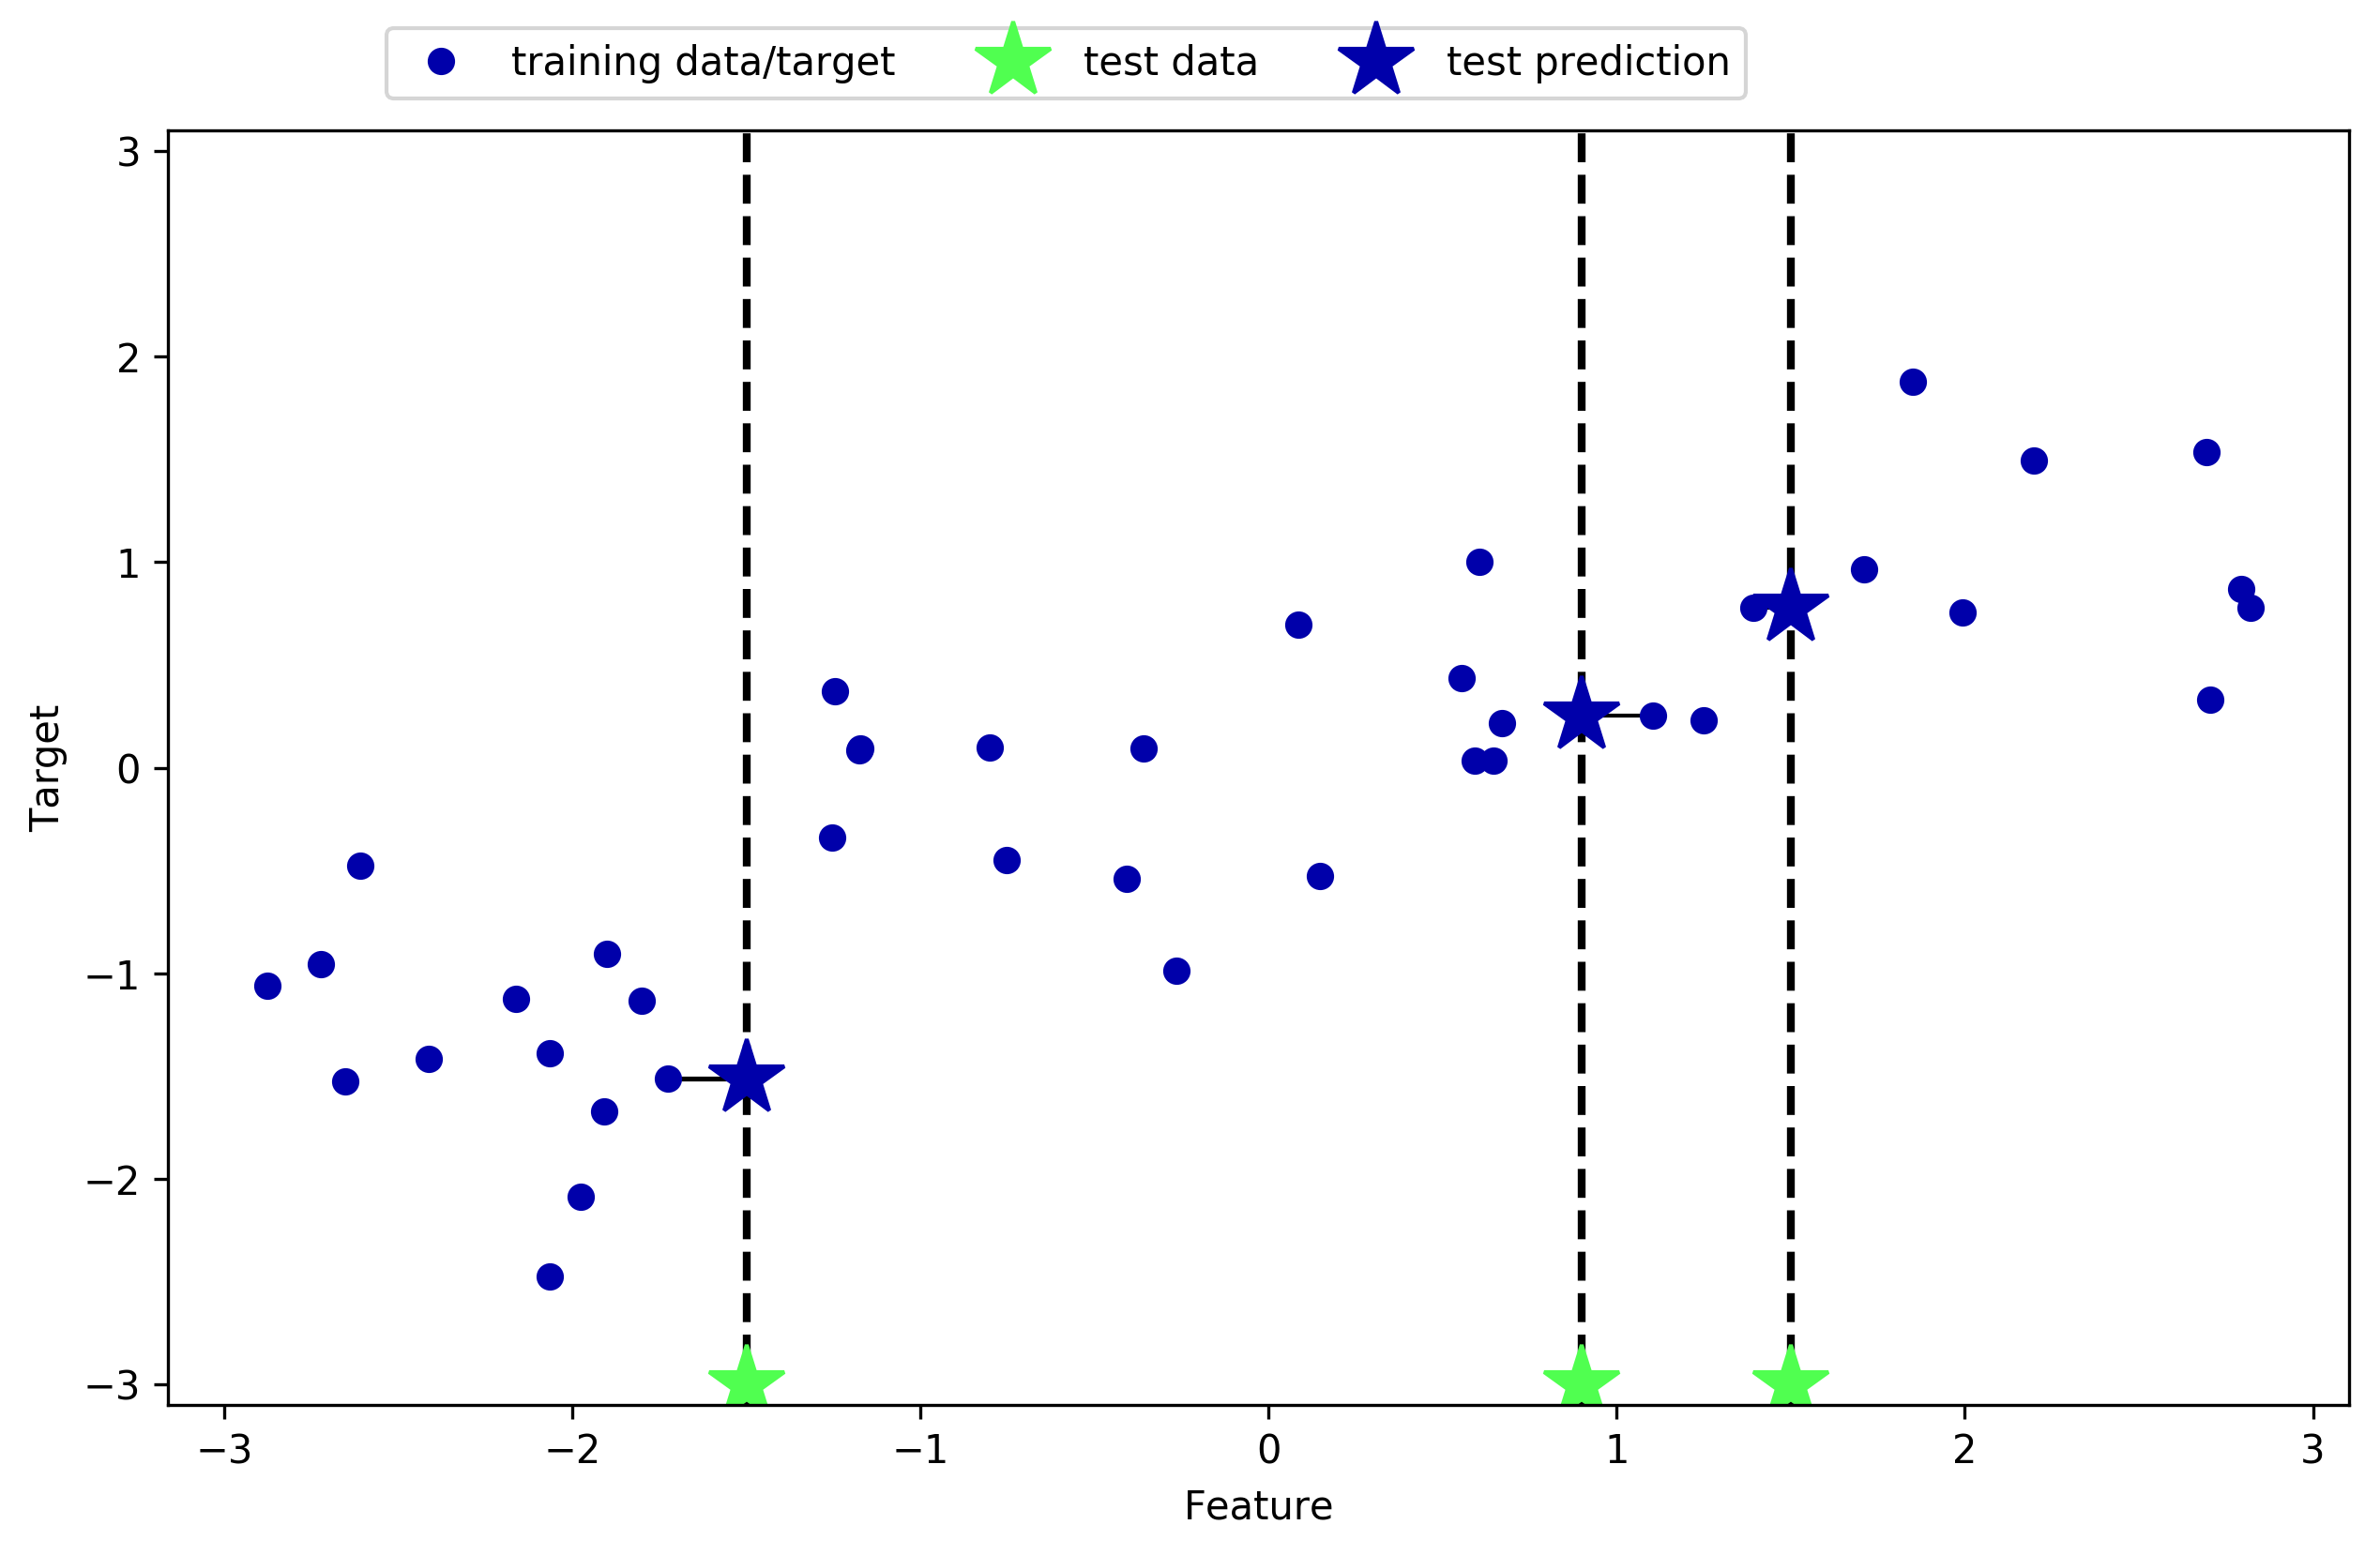 training data/target test data test prediction
3
2
1
0
−1
−2
−3
Target
−3 −2 −1 0 1 2 3
Feature